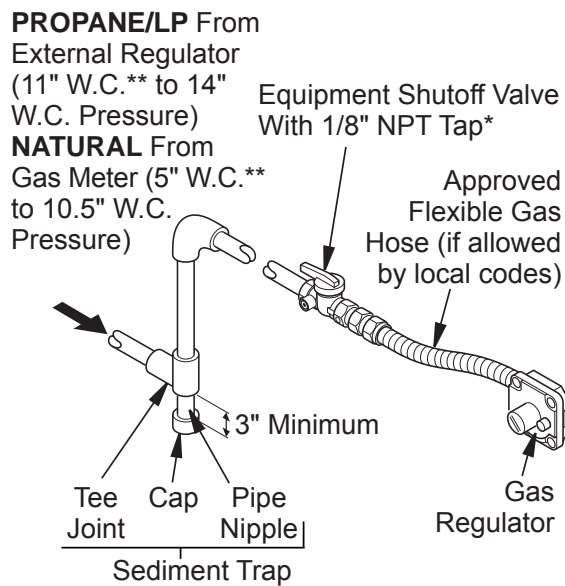 PROPANE/LP From
External Regulator
(11" W.C.** to 14"
W.C. Pressure)
NATURAL From
Gas Meter (5" W.C.**
to 10.5" W.C.
Pressure)
Equipment Shutoff Valve
With 1/8" NPT Tap*
Approved
Flexible Gas
Hose (if allowed
by local codes)
3" Minimum
Tee
Joint
Cap
Pipe
Nipple
Gas
Regulator
Sediment Trap